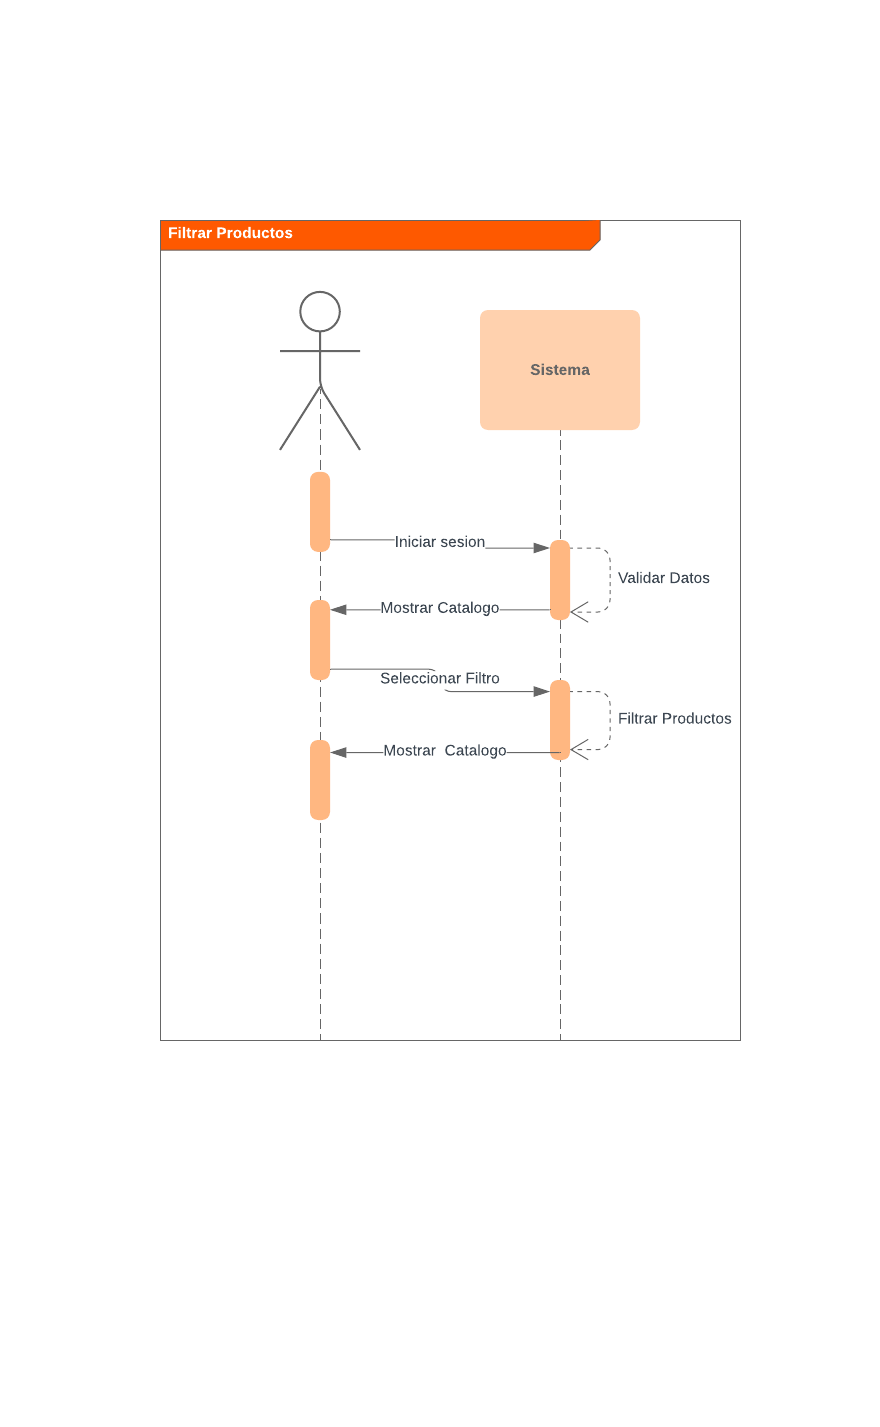 Filtrar Productos
Sistema
Iniciar sesion
Validar Datos
Mostrar Catalogo
Seleccionar Filtro
Filtrar Productos
Mostrar  Catalogo